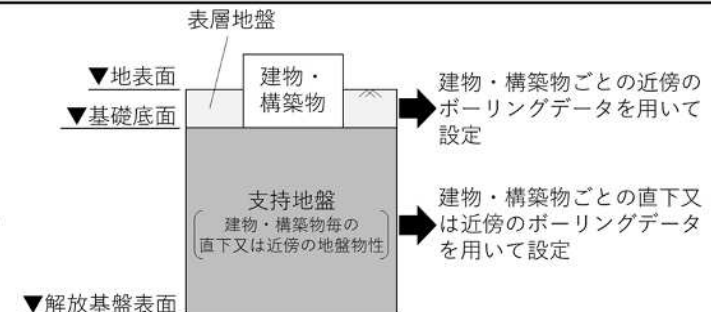 表層地盤
▼地表面
建物・
構築物
▼基礎底面
建物・構築物ごとの近傍の
ボーリングデータを用いて
設定
支持地盤
建物・構築物毎の
直下又は近傍の地盤物性
建物・構築物ごとの直下又
は近傍のボーリングデータ
を用いて設定
▼解放基盤表面